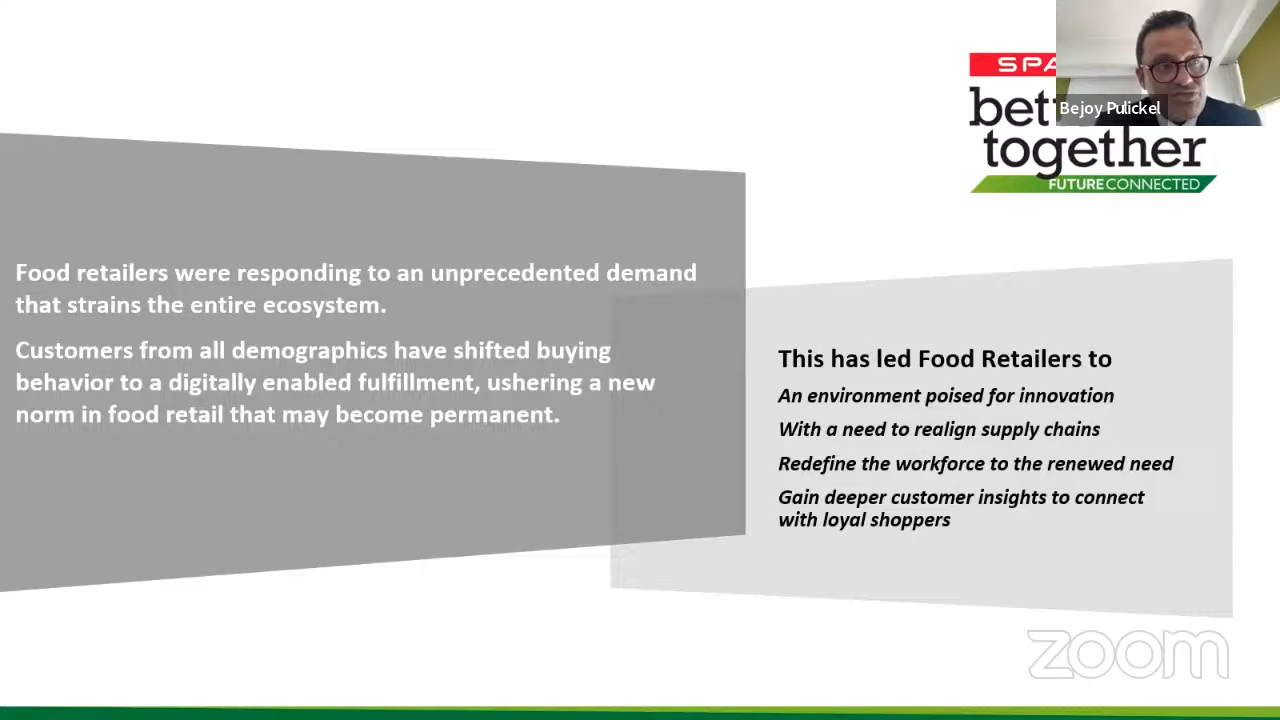 SPA
Bejoy Pulickel
together
FUTURE CONNECTED
Food retailers were responding to an unprecedented demand
that strains the entire ecosystem.
Customers from all demographics have shifted buying
behavior to a digitally enabled fulfillment, ushering a new
norm in food retail that may become permanent.
This has led Food Retailers to
An environment poised for innovation
With a need to realign supply chains
Redefine the workforce to the renewed need
Gain deeper customer insights to connect
with loyal shoppers
zoom